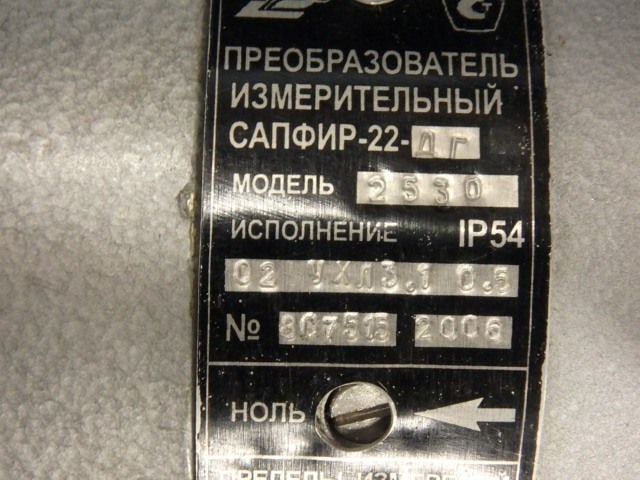 ПРЕОБРАЗОВАТЕЛЬ
ИЗМЕРИТЕЛЬНЫЙ
САПФИР-22-ДГ
МОДЕЛЬ 2530
ИСПОЛНЕНИЕ IP54
02 УХЛ3.1 0.5
№ 807515 2006
НОЛЬ